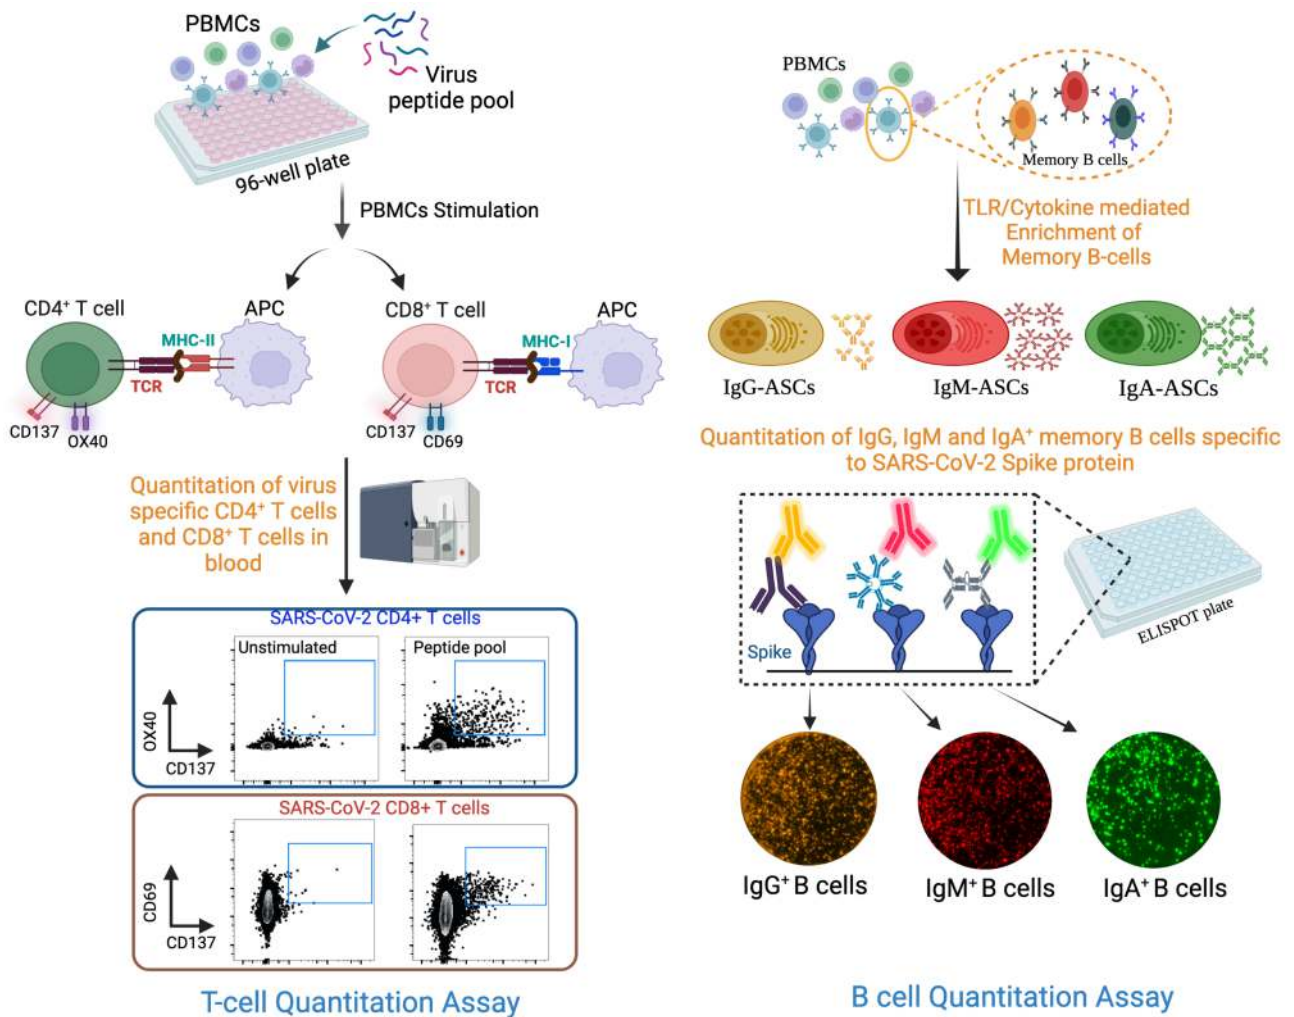 PBMCs
Virus
peptide pool
96-well plate
PBMCs Stimulation
CD4⁺ T cell
APC
MHC-II
TCR
CD137
OX40
CD8⁺ T cell
APC
MHC-I
TCR
CD137
CD69
Quantitation of virus
specific CD4⁺ T cells
and CD8⁺ T cells in
blood
SARS-CoV-2 CD4+ T cells
Unstimulated
Peptide pool
OX40
CD137
SARS-CoV-2 CD8+ T cells
CD69
CD137
T-cell Quantitation Assay
PBMCs
Memory B cells
TLR/Cytokine mediated
Enrichment of
Memory B-cells
IgG-ASCs
IgM-ASCs
IgA-ASCs
Quantitation of IgG, IgM and IgA⁺ memory B cells specific
to SARS-CoV-2 Spike protein
Spike
ELISPOT plate
IgG⁺ B cells
IgM⁺ B cells
IgA⁺ B cells
B cell Quantitation Assay